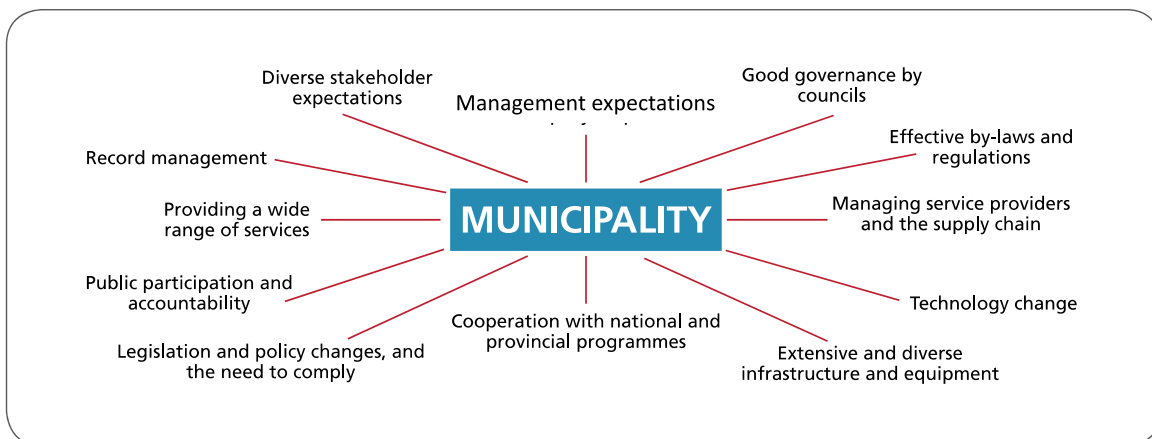 Diverse stakeholder
expectations
Management expectations
Good governance by
councils
Record management
Effective by-laws and
regulations
Providing a wide
range of services
MUNICIPALITY
Managing service providers
and the supply chain
Public participation and
accountability
Technology change
Legislation and policy changes, and
the need to comply
Cooperation with national and
provincial programmes
Extensive and diverse
infrastructure and equipment